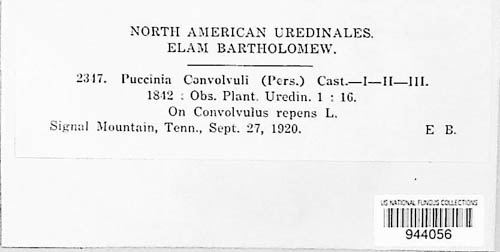 NORTH AMERICAN UREDINALES.
ELAM BARTHOLOMEW.
2347. Puccinia Convolvuli (Pers.) Cast.—I—II—III.
1842 : Obs. Plant. Uredin. 1 : 16.
On Convolvulus repens L.
Signal Mountain, Tenn., Sept. 27, 1920. E B.
US NATIONAL FUNGUS COLLECTIONS
944056